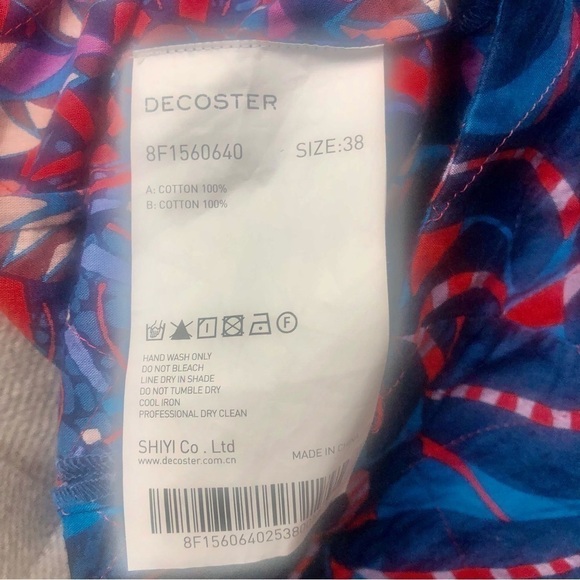 DECOSTER
8F1560640 SIZE:38
A: COTTON 100%
B: COTTON 100%
HAND WASH ONLY
DO NOT BLEACH
LINE DRY IN SHADE
DO NOT TUMBLE DRY
COOL IRON
PROFESSIONAL DRY CLEAN
SHIYI Co . Ltd
www.decoster.com.cn MADE IN
8F15606402538